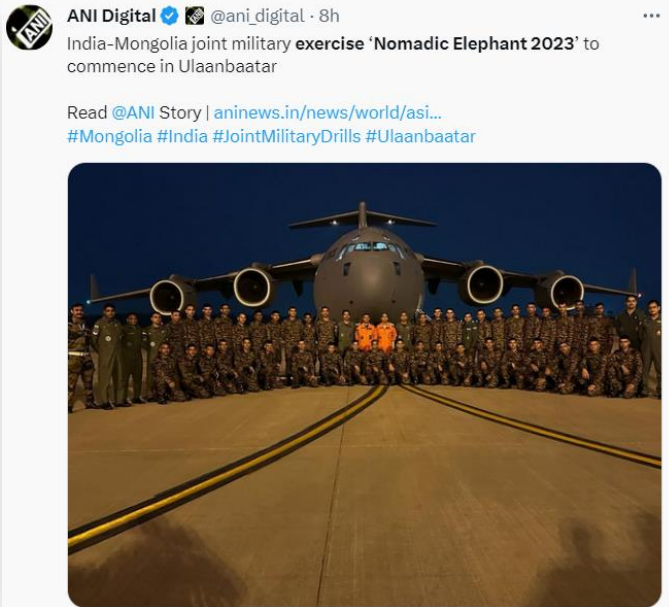 ANI Digital @ani_digital · 8h
India-Mongolia joint military exercise ‘Nomadic Elephant 2023’ to
commence in Ulaanbaatar
Read @ANI Story | aninews.in/news/world/asi...
#Mongolia #India #JointMilitaryDrills #Ulaanbaatar
ANI